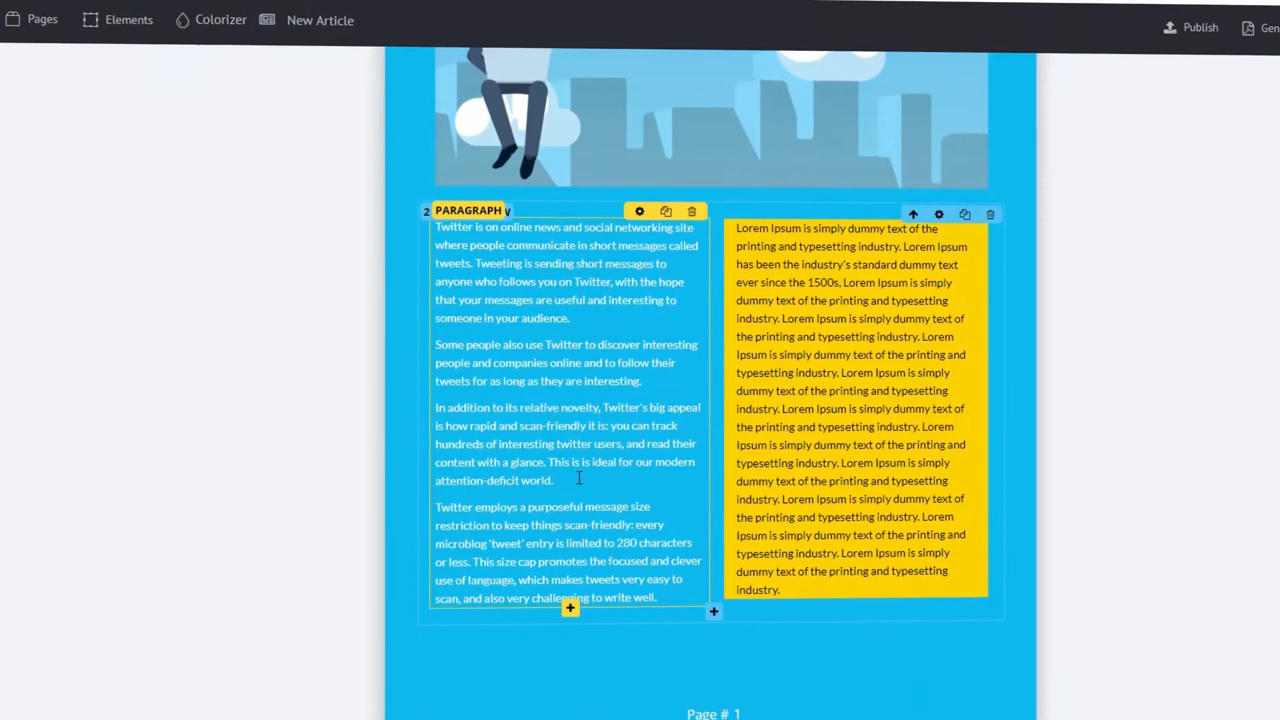 Pages Elements Colorizer New Article Publish
2 PARAGRAPH
Twitter is on online news and social networking site
where people communicate in short messages called
tweets. Tweeting is sending short messages to
anyone who follows you on Twitter, with the hope
that your messages are useful and interesting to
someone in your audience.
Some people also use Twitter to discover interesting
people and companies online and to follow their
tweets for as long as they are interesting.
In addition to its relative novelty, Twitter's big appeal
is how rapid and scan-friendly it is: you can track
hundreds of interesting twitter users, and read their
content with a glance. This is is ideal for our modern
attention-deficit world.
Twitter employs a purposeful message size
restriction to keep things scan-friendly: every
microblog 'tweet' entry is limited to 280 characters
or less. This size cap promotes the focused and clever
use of language, which makes tweets very easy to
scan, and also very challenging to write well.
Lorem Ipsum is simply dummy text of the
printing and typesetting industry. Lorem Ipsum
has been the industry's standard dummy text
ever since the 1500s, Lorem Ipsum is simply
dummy text of the printing and typesetting
industry. Lorem Ipsum is simply dummy text of
the printing and typesetting industry. Lorem
Ipsum is simply dummy text of the printing and
typesetting industry. Lorem Ipsum is simply
dummy text of the printing and typesetting
industry. Lorem Ipsum is simply dummy text of
the printing and typesetting industry. Lorem
Ipsum is simply dummy text of the printing and
typesetting industry. Lorem Ipsum is simply
dummy text of the printing and typesetting
industry. Lorem Ipsum is simply dummy text of
the printing and typesetting industry. Lorem
Ipsum is simply dummy text of the printing and
typesetting industry. Lorem Ipsum is simply
dummy text of the printing and typesetting
industry.
Page # 1